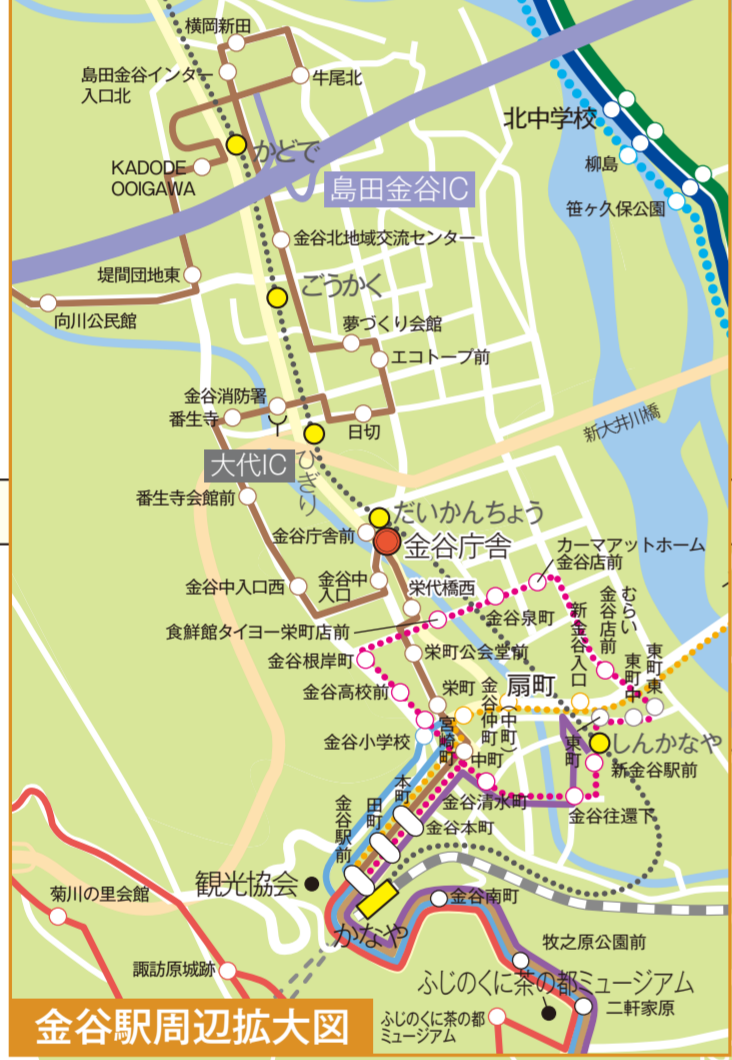 横岡新田
島田金谷インター
入口北
牛尾北
北中学校
かどで
KADODE
OOIGAWA
柳島
島田金谷IC
笹ヶ久保公園
金谷北地域交流センター
堤間団地東
ごうかく
向川公民館
夢づくり会館
エコトープ前
金谷消防署
番生寺
日切
新大井川橋
大代IC
ひぎり
番生寺会館前
だいかんちょう
金谷庁舎前
金谷庁舎
カーマアットホーム
金谷店前
金谷中入口西
金谷中
入口
栄代橋西
むらい
金谷店前
新金谷入口
金谷泉町
食鮮館タイヨー栄町店前
東町東
東町中
栄町公会堂前
金谷根岸町
扇町
金谷高校前
栄町
金谷仲町
(中町)
宮崎町
金谷小学校
中町
東町
しんかなや
新金谷駅前
本町
田町
金谷駅前
金谷清水町
金谷往還下
金谷本町
観光協会
菊川の里会館
金谷南町
かなや
牧之原公園前
諏訪原城跡
ふじのくに茶の都ミュージアム
二軒家原
ふじのくに茶の都
ミュージアム
金谷駅周辺拡大図